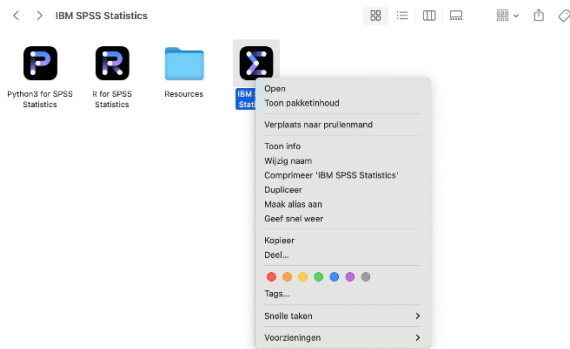 IBM SPSS Statistics
Python3 for SPSS
Statistics
R for SPSS
Statistics
Resources
IBM
Stati
Open
Toon pakketinhoud
Verplaats naar prullenmand
Toon info
Wijzig naam
Comprimeer 'IBM SPSS Statistics'
Dupliceer
Maak alias aan
Geef snel weer
Kopieer
Deel...
Tags...
Snelle taken
Voorzieningen